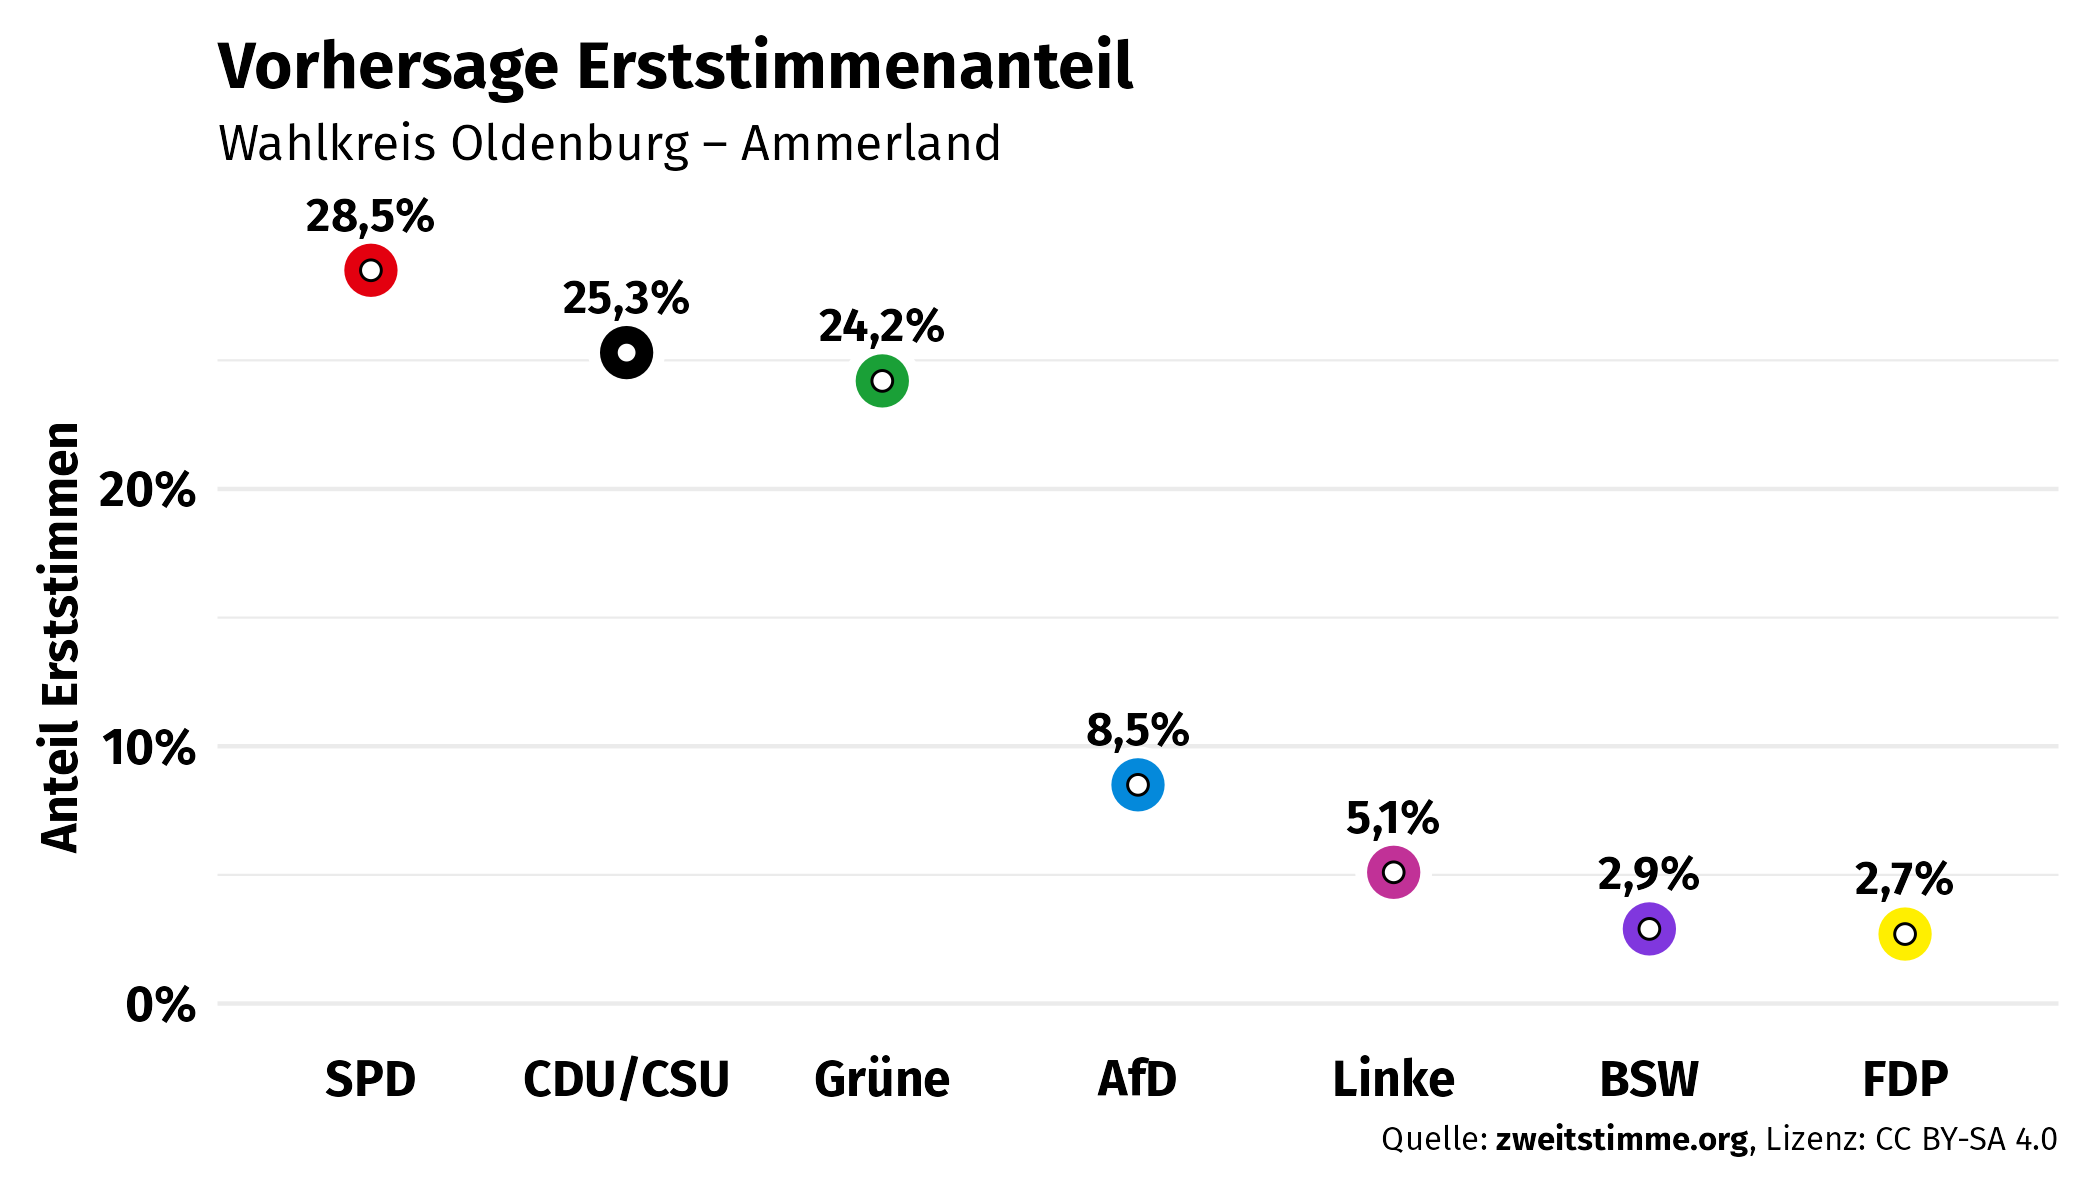 Vorhersage Erststimmenanteil
Wahlkreis Oldenburg – Ammerland
28,5%
25,3%
24,2%
8,5%
5,1%
2,9%
2,7%
Anteil Erststimmen
20%
10%
0%
SPD CDU/CSU Grüne AfD Linke BSW FDP
Quelle: zweitstimme.org, Lizenz: CC BY-SA 4.0